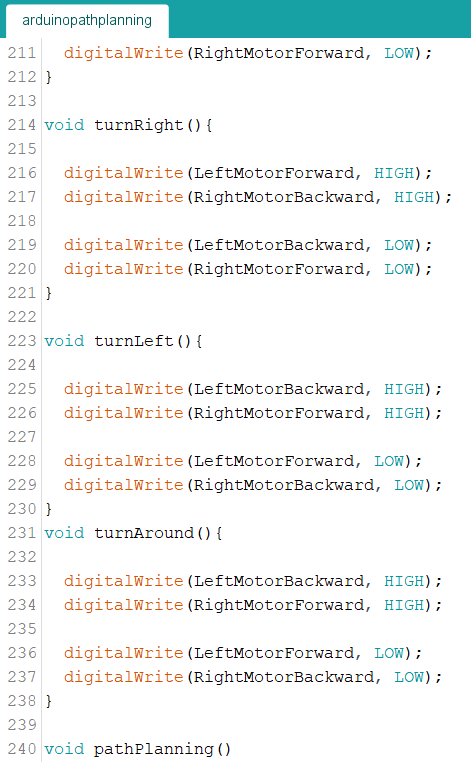 arduinopathplanning
211   digitalWrite(RightMotorForward, LOW);
212 }
213
214 void turnRight(){
215
216   digitalWrite(LeftMotorForward, HIGH);
217   digitalWrite(RightMotorBackward, HIGH);
218
219   digitalWrite(LeftMotorBackward, LOW);
220   digitalWrite(RightMotorForward, LOW);
221 }
222
223 void turnLeft(){
224
225   digitalWrite(LeftMotorBackward, HIGH);
226   digitalWrite(RightMotorForward, HIGH);
227
228   digitalWrite(LeftMotorForward, LOW);
229   digitalWrite(RightMotorBackward, LOW);
230 }
231 void turnAround(){
232
233   digitalWrite(LeftMotorBackward, HIGH);
234   digitalWrite(RightMotorForward, HIGH);
235
236   digitalWrite(LeftMotorForward, LOW);
237   digitalWrite(RightMotorBackward, LOW);
238 }
239
240 void pathPlanning()